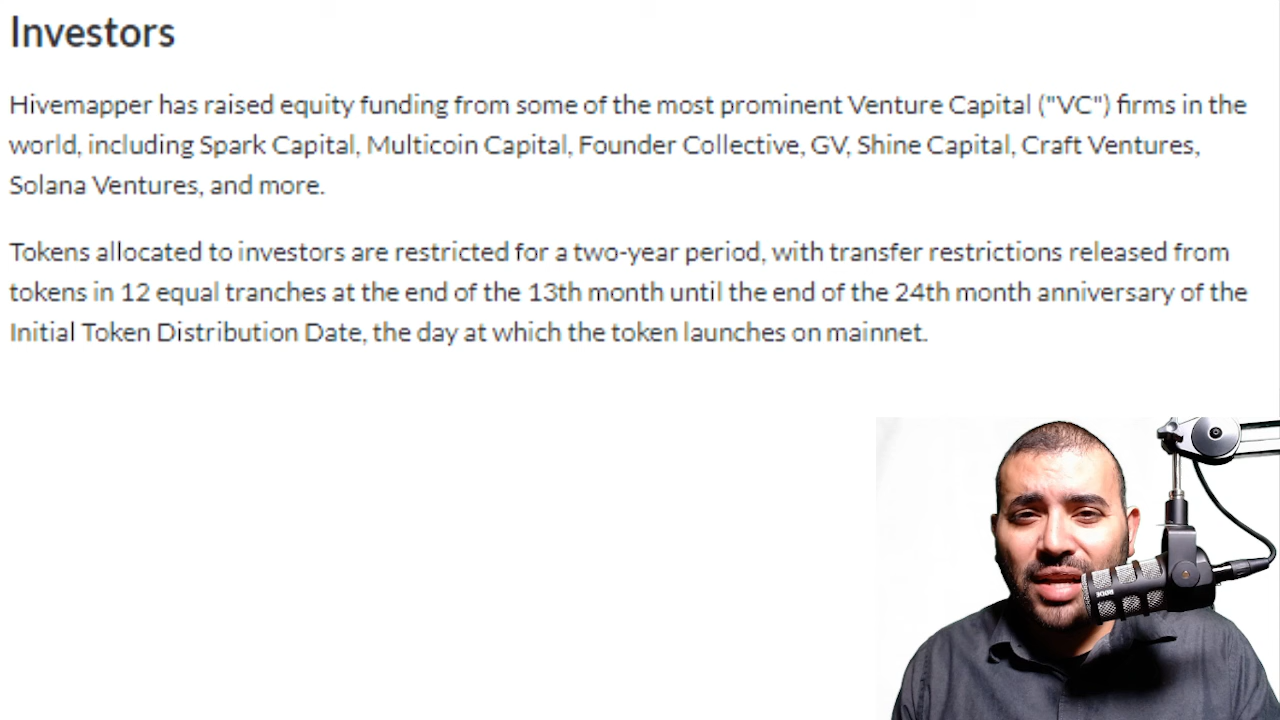 Investors
Hivemapper has raised equity funding from some of the most prominent Venture Capital ("VC") firms in the
world, including Spark Capital, Multicoin Capital, Founder Collective, GV, Shine Capital, Craft Ventures,
Solana Ventures, and more.
Tokens allocated to investors are restricted for a two-year period, with transfer restrictions released from
tokens in 12 equal tranches at the end of the 13th month until the end of the 24th month anniversary of the
Initial Token Distribution Date, the day at which the token launches on mainnet.
RODE